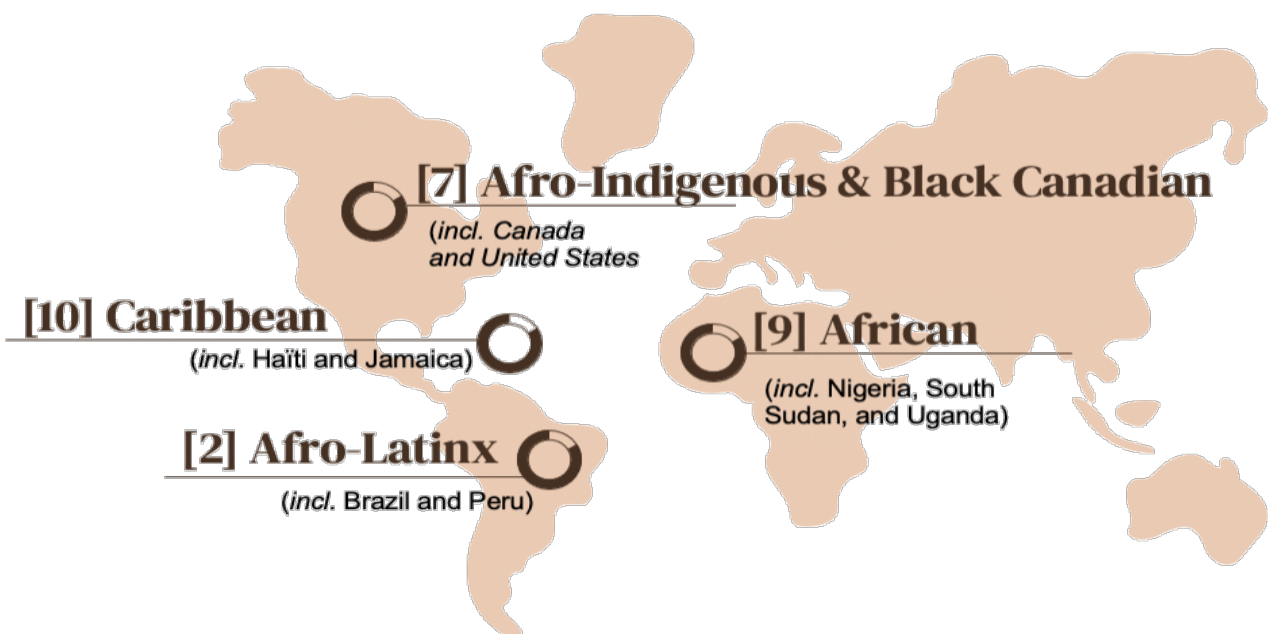 [7] Afro-Indigenous & Black Canadian
(incl. Canada
and United States
[10] Caribbean
(incl. Haïti and Jamaica)
[9] African
(incl. Nigeria, South
Sudan, and Uganda)
[2] Afro-Latinx
(incl. Brazil and Peru)